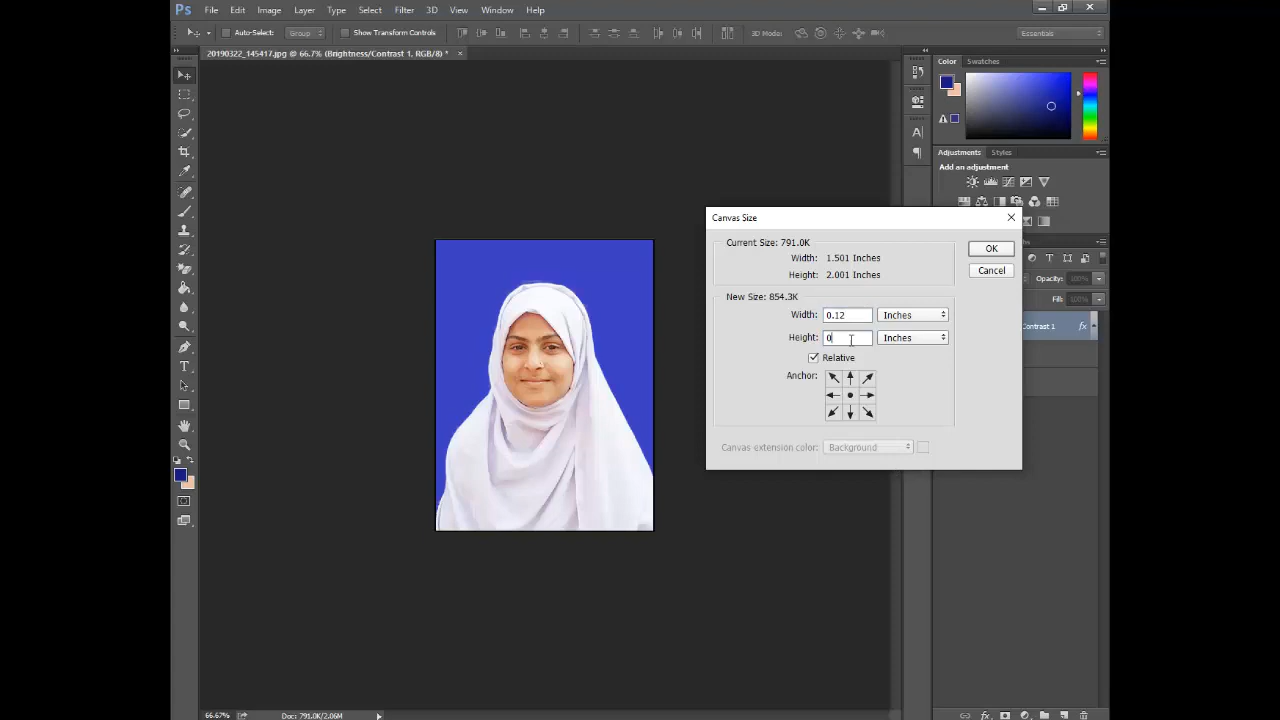 Ps File Edit Image Layer Type Select Filter 3D View Window Help
Auto-Select: Group Show Transform Controls 3D Mode: Essentials
20190322_145417.jpg @ 66.7% (Brightness/Contrast 1, RGB/8) * ×
Color Swatches
Adjustments Styles
Add an adjustment
Canvas Size
Current Size: 791.0K
Width: 1.501 Inches
Height: 2.001 Inches
OK
Cancel
New Size: 854.3K
Width: 0.12 Inches
Height: 0 Inches
Relative
Anchor:
Canvas extension color: Background
Opacity: 100%
Fill: 100%
Contrast 1 fx
66.67% Doc: 791.0K/2.06M